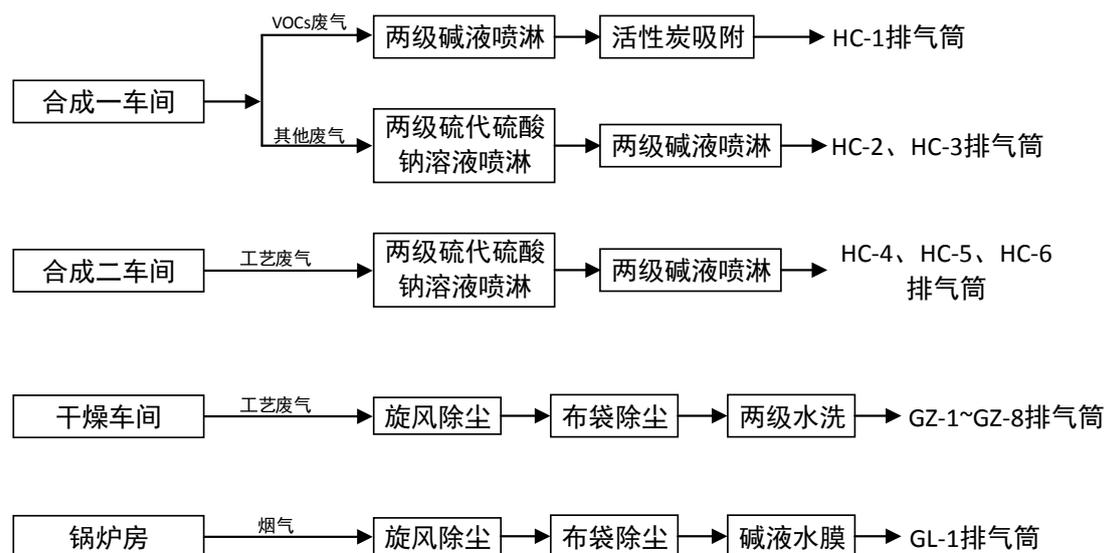 VOCs废气
两级碱液喷淋
活性炭吸附
HC-1排气筒
合成一车间
其他废气
两级硫代硫酸
钠溶液喷淋
两级碱液喷淋
HC-2、HC-3排气筒
合成二车间
工艺废气
两级硫代硫酸
钠溶液喷淋
两级碱液喷淋
HC-4、HC-5、HC-6
排气筒
干燥车间
工艺废气
旋风除尘
布袋除尘
两级水洗
GZ-1~GZ-8排气筒
锅炉房
烟气
旋风除尘
布袋除尘
碱液水膜
GL-1排气筒